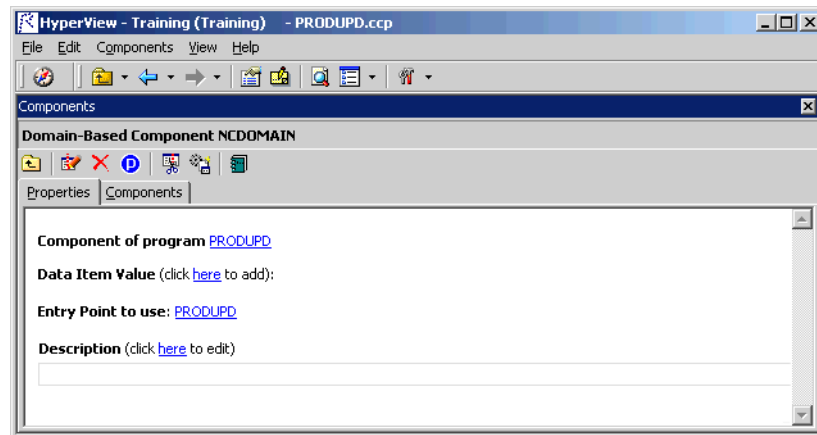 HyperView - Training (Training) - PRODUPD.ccp
File Edit Components View Help
Components
Domain-Based Component NCDOMAIN
Properties Components
Component of program PRODUPD
Data Item Value (click here to add):
Entry Point to use: PRODUPD
Description (click here to edit)